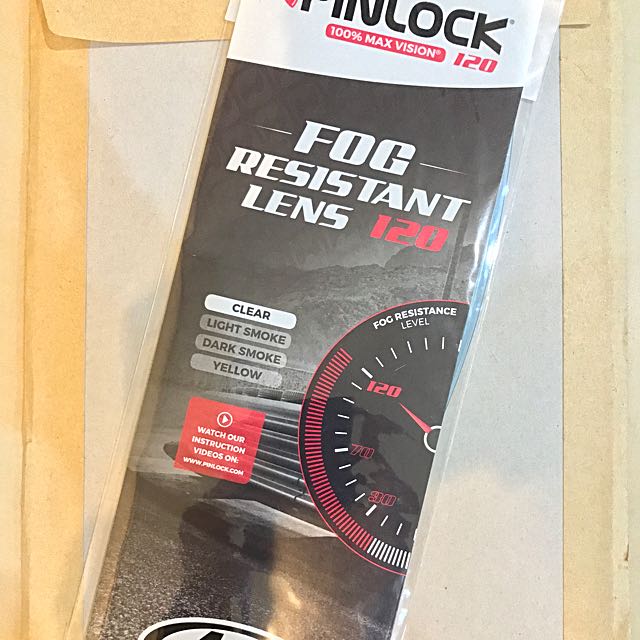 PINLOCK®
100% MAX VISION®
120
FOG
RESISTANT
LENS 120
CLEAR
LIGHT SMOKE
DARK SMOKE
YELLOW
FOG RESISTANCE
LEVEL
120
70
30
WATCH OUR
INSTRUCTION
VIDEOS ON:
WWW.PINLOCK.COM